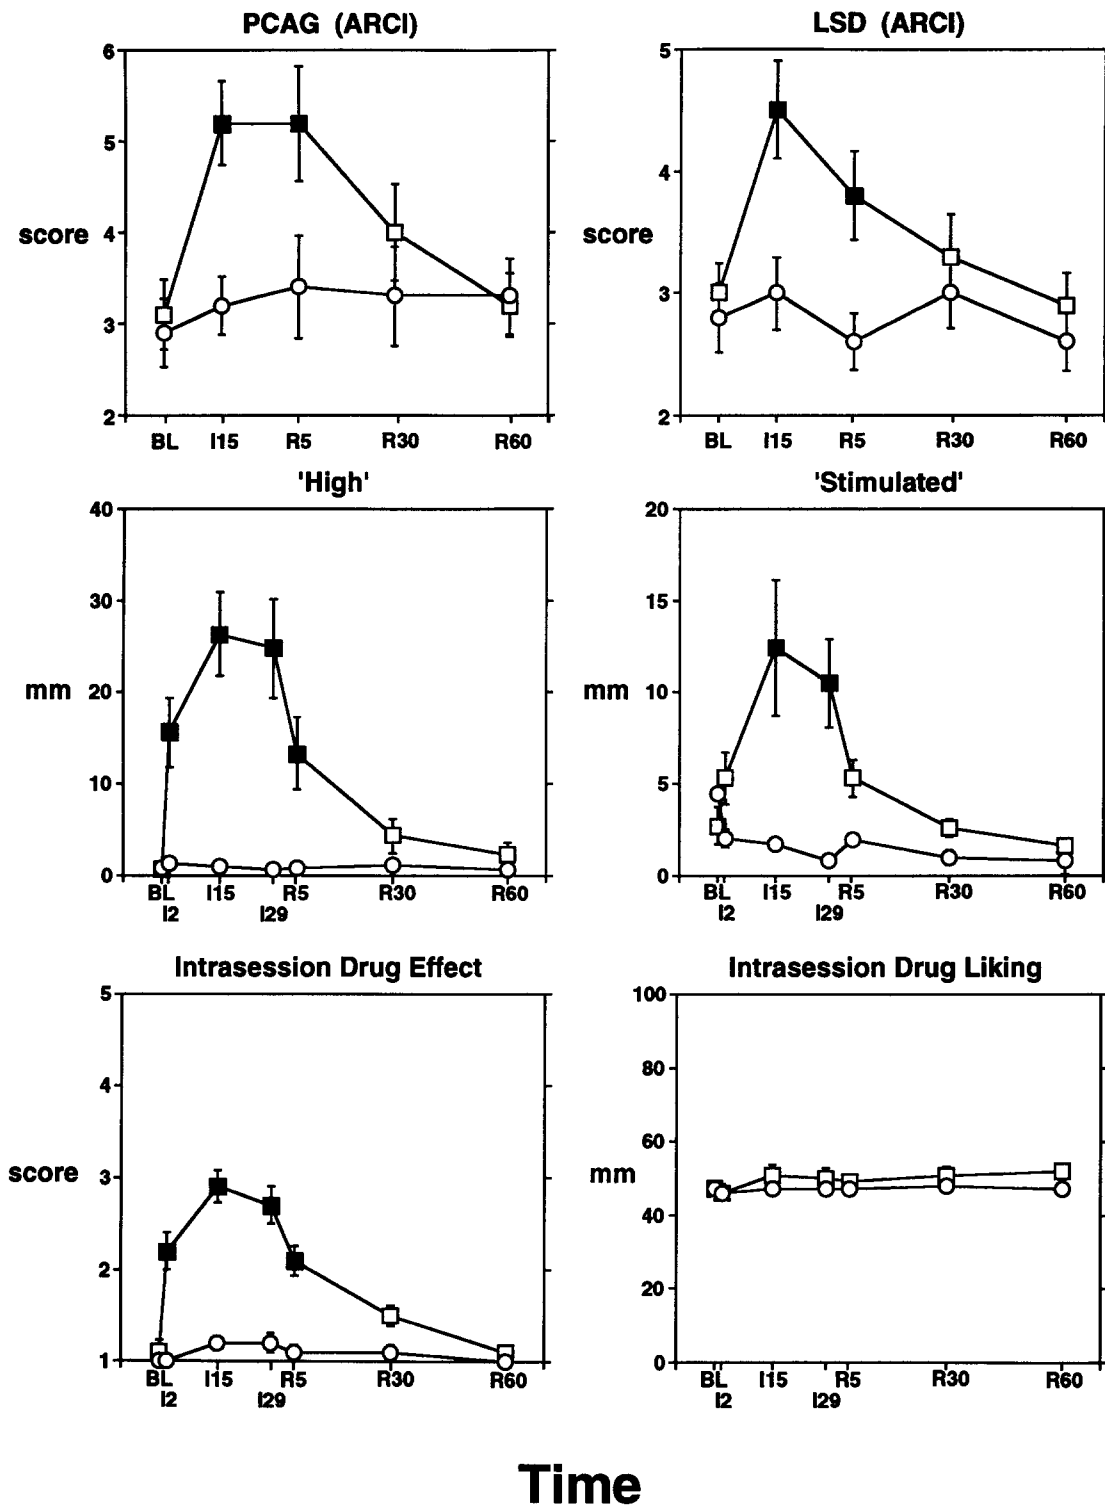 PCAG (ARCI)
6
5
score 4
3
2
BL I15 R5 R30 R60
LSD (ARCI)
5
4
score
3
2
BL I15 R5 R30 R60
'High'
40
30
mm 20
10
0
BL I15 R5 R30 R60
I2 I29
'Stimulated'
20
15
mm 10
5
0
BL I15 R5 R30 R60
I2 I29
Intrasession Drug Effect
5
4
score 3
2
1
BL I15 R5 R30 R60
I2 I29
Intrasession Drug Liking
100
80
60
mm
40
20
0
BL I15 R5 R30 R60
I2 I29
Time